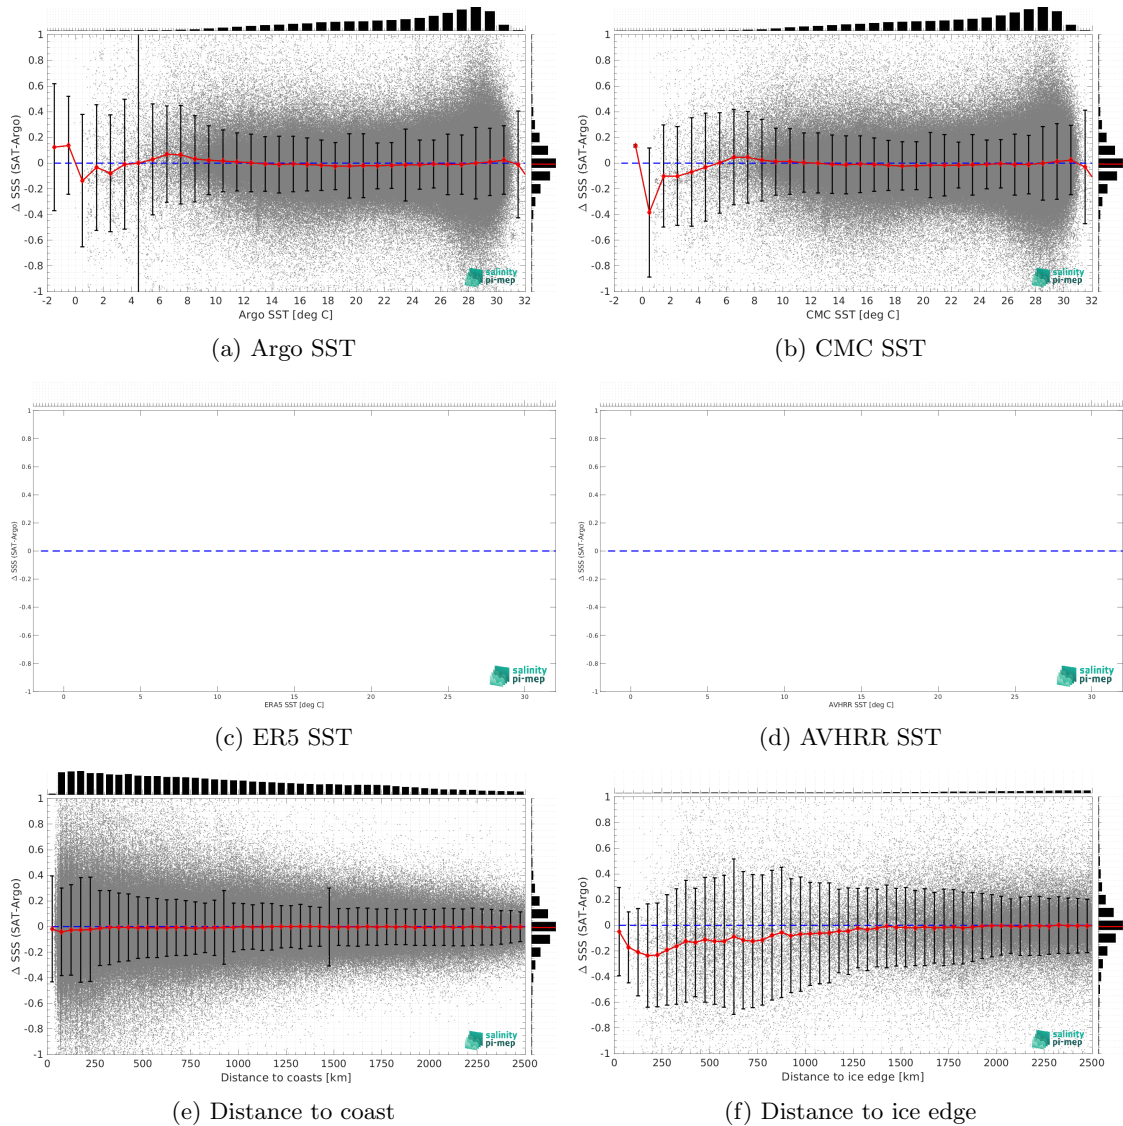 1
0.8
0.6
0.4
0.2
0
-0.2
-0.4
-0.6
-0.8
-1
Δ SSS (SAT-Argo)
-2 0 2 4 6 8 10 12 14 16 18 20 22 24 26 28 30 32
Argo SST [deg C]
salinity
pi-mep
(a) Argo SST
1
0.8
0.6
0.4
0.2
0
-0.2
-0.4
-0.6
-0.8
-1
Δ SSS (SAT-Argo)
-2 0 2 4 6 8 10 12 14 16 18 20 22 24 26 28 30 32
CMC SST [deg C]
salinity
pi-mep
(b) CMC SST
1
0.8
0.6
0.4
0.2
0
-0.2
-0.4
-0.6
-0.8
-1
Δ SSS (SAT-Argo)
0 5 10 15 20 25 30
ERA5 SST [deg C]
salinity
pi-mep
(c) ER5 SST
1
0.8
0.6
0.4
0.2
0
-0.2
-0.4
-0.6
-0.8
-1
Δ SSS (SAT-Argo)
0 5 10 15 20 25 30
AVHRR SST [deg C]
salinity
pi-mep
(d) AVHRR SST
1
0.8
0.6
0.4
0.2
0
-0.2
-0.4
-0.6
-0.8
-1
Δ SSS (SAT-Argo)
0 250 500 750 1000 1250 1500 1750 2000 2250 2500
Distance to coasts [km]
salinity
pi-mep
(e) Distance to coast
1
0.8
0.6
0.4
0.2
0
-0.2
-0.4
-0.6
-0.8
-1
Δ SSS (SAT-Argo)
0 250 500 750 1000 1250 1500 1750 2000 2250 2500
Distance to ice edge [km]
salinity
pi-mep
(f) Distance to ice edge